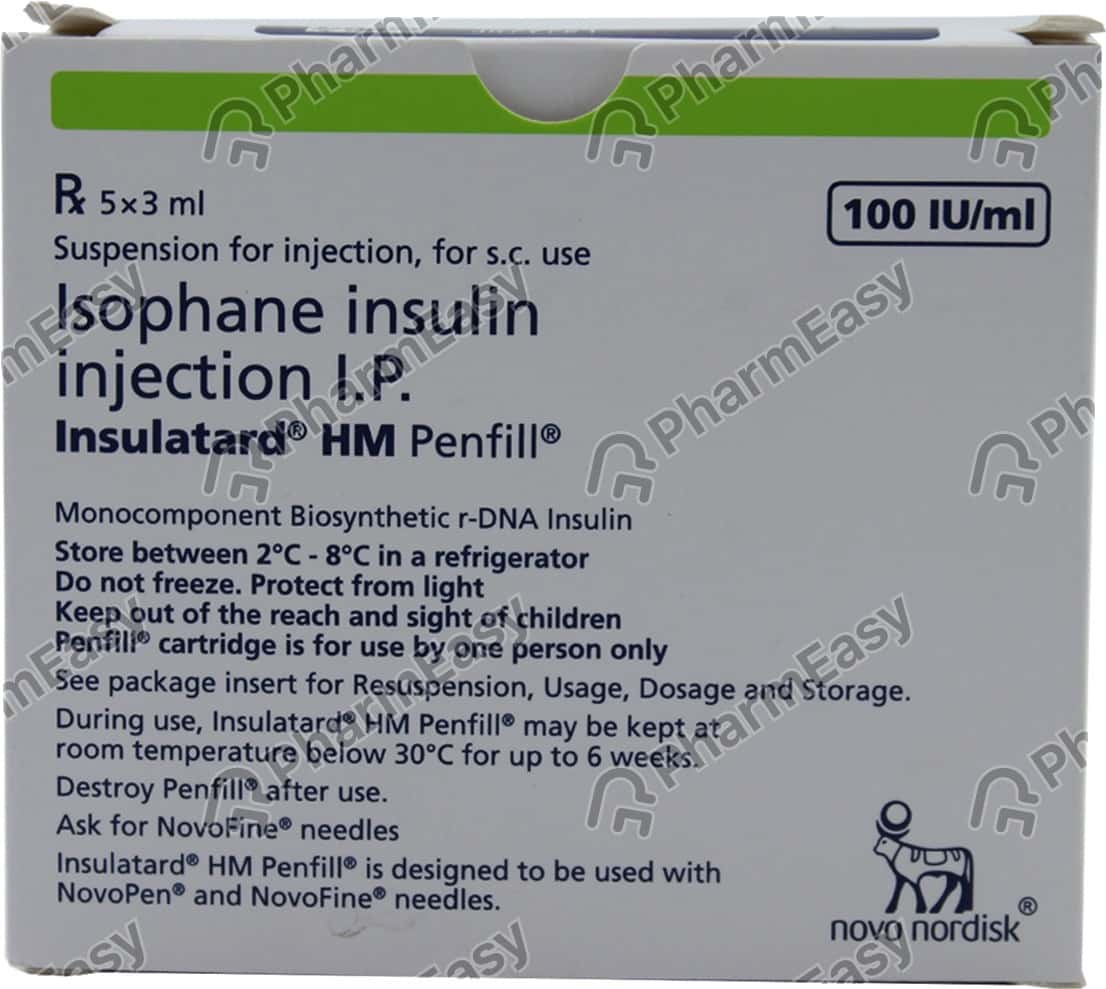 Rx 5×3 ml
100 IU/ml
Suspension for injection, for s.c. use
Isophane insulin
injection I.P.
Insulatard® HM Penfill®
Monocomponent Biosynthetic r-DNA Insulin
Store between 2°C - 8°C in a refrigerator
Do not freeze. Protect from light
Keep out of the reach and sight of children
Penfill® cartridge is for use by one person only
See package insert for Resuspension, Usage, Dosage and Storage.
During use, Insulatard® HM Penfill® may be kept at
room temperature below 30°C for up to 6 weeks.
Destroy Penfill® after use.
Ask for NovoFine® needles
Insulatard® HM Penfill® is designed to be used with
NovoPen® and NovoFine® needles.
novo nordisk®
PharmEasy